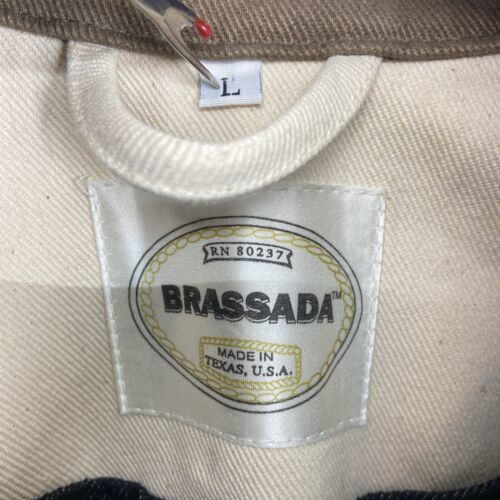 L
RN 80237
BRASSADA™
MADE IN
TEXAS, U.S.A.